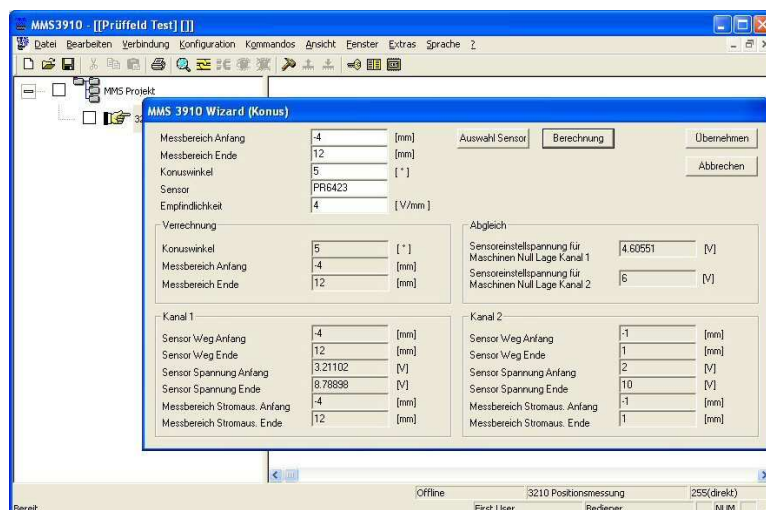 MMS3910 - [[Prüffeld Test] []]
Datei Bearbeiten Verbindung Konfiguration Kommandos Ansicht Fenster Extras Sprache ?
MMS Projekt
MMS 3910 Wizard (Konus)
Messbereich Anfang -4 [mm] Auswahl Sensor Berechnung Übernehmen
Messbereich Ende 12 [mm]
Konuswinkel 5 [°] Abbrechen
Sensor PR6423
Empfindlichkeit 4 [V/mm ]
Verrechnung
Konuswinkel 5 [°]
Messbereich Anfang -4 [mm]
Messbereich Ende 12 [mm]
Abgleich
Sensoreinstellspannung für
Maschinen Null Lage Kanal 1 4.60551 [V]
Sensoreinstellspannung für
Maschinen Null Lage Kanal 2 6 [V]
Kanal 1
Sensor Weg Anfang -4 [mm]
Sensor Weg Ende 12 [mm]
Sensor Spannung Anfang 3.21102 [V]
Sensor Spannung Ende 8.78898 [V]
Messbereich Stromaus. Anfang -4 [mm]
Messbereich Stromaus. Ende 12 [mm]
Kanal 2
Sensor Weg Anfang -1 [mm]
Sensor Weg Ende 1 [mm]
Sensor Spannung Anfang 2 [V]
Sensor Spannung Ende 10 [V]
Messbereich Stromaus. Anfang -1 [mm]
Messbereich Stromaus. Ende 1 [mm]
Offline 3210 Positionsmessung 255(direkt)
Bereit First User Bediener NUM